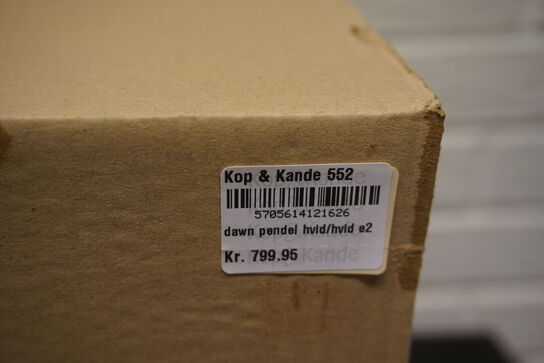 Kop & Kande 552
5705614121626
dawn pendel hvid/hvid e2
Kr. 799.95